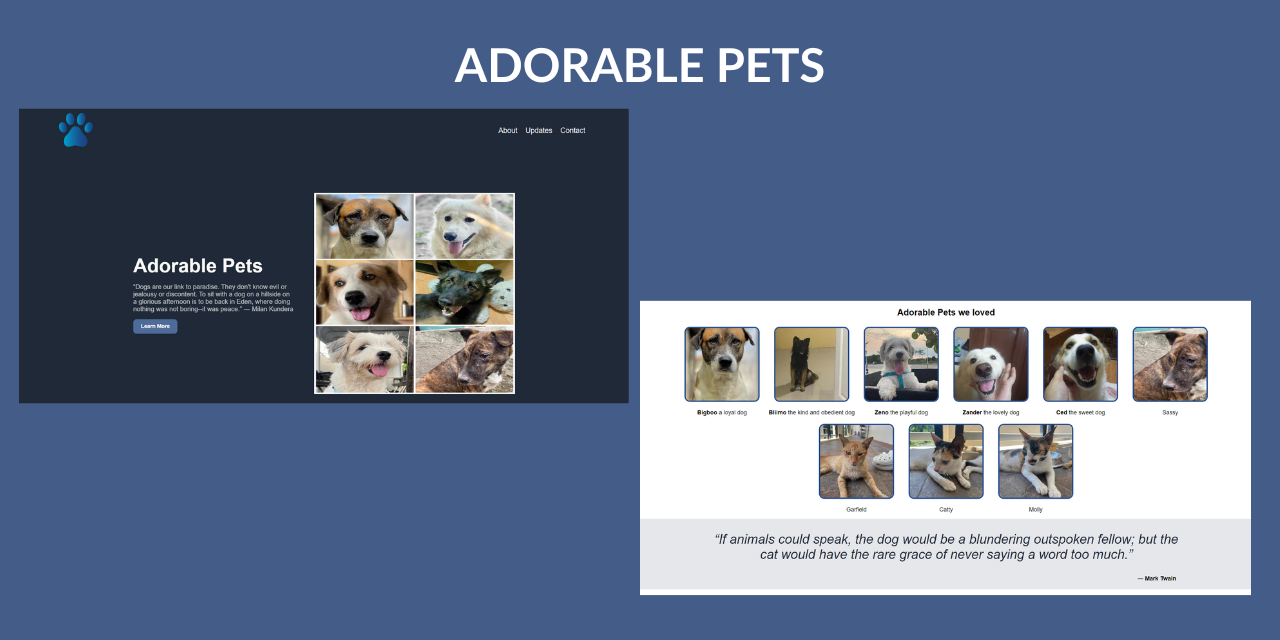 ADORABLE PETS
About Updates Contact
Adorable Pets
"Dogs are our link to paradise. They don't know evil or
jealousy or discontent. To sit with a dog on a hillside on
a glorious afternoon is to be back in Eden, where doing
nothing was not boring--it was peace." — Milan Kundera
Learn More
Adorable Pets we loved
Bigboo a loyal dog
Bliimo the kind and obedient dog
Zeno the playful dog
Zander the lovely dog
Ced the sweet dog
Sassy
Garfield
Catty
Molly
“If animals could speak, the dog would be a blundering outspoken fellow; but the
cat would have the rare grace of never saying a word too much.”
— Mark Twain